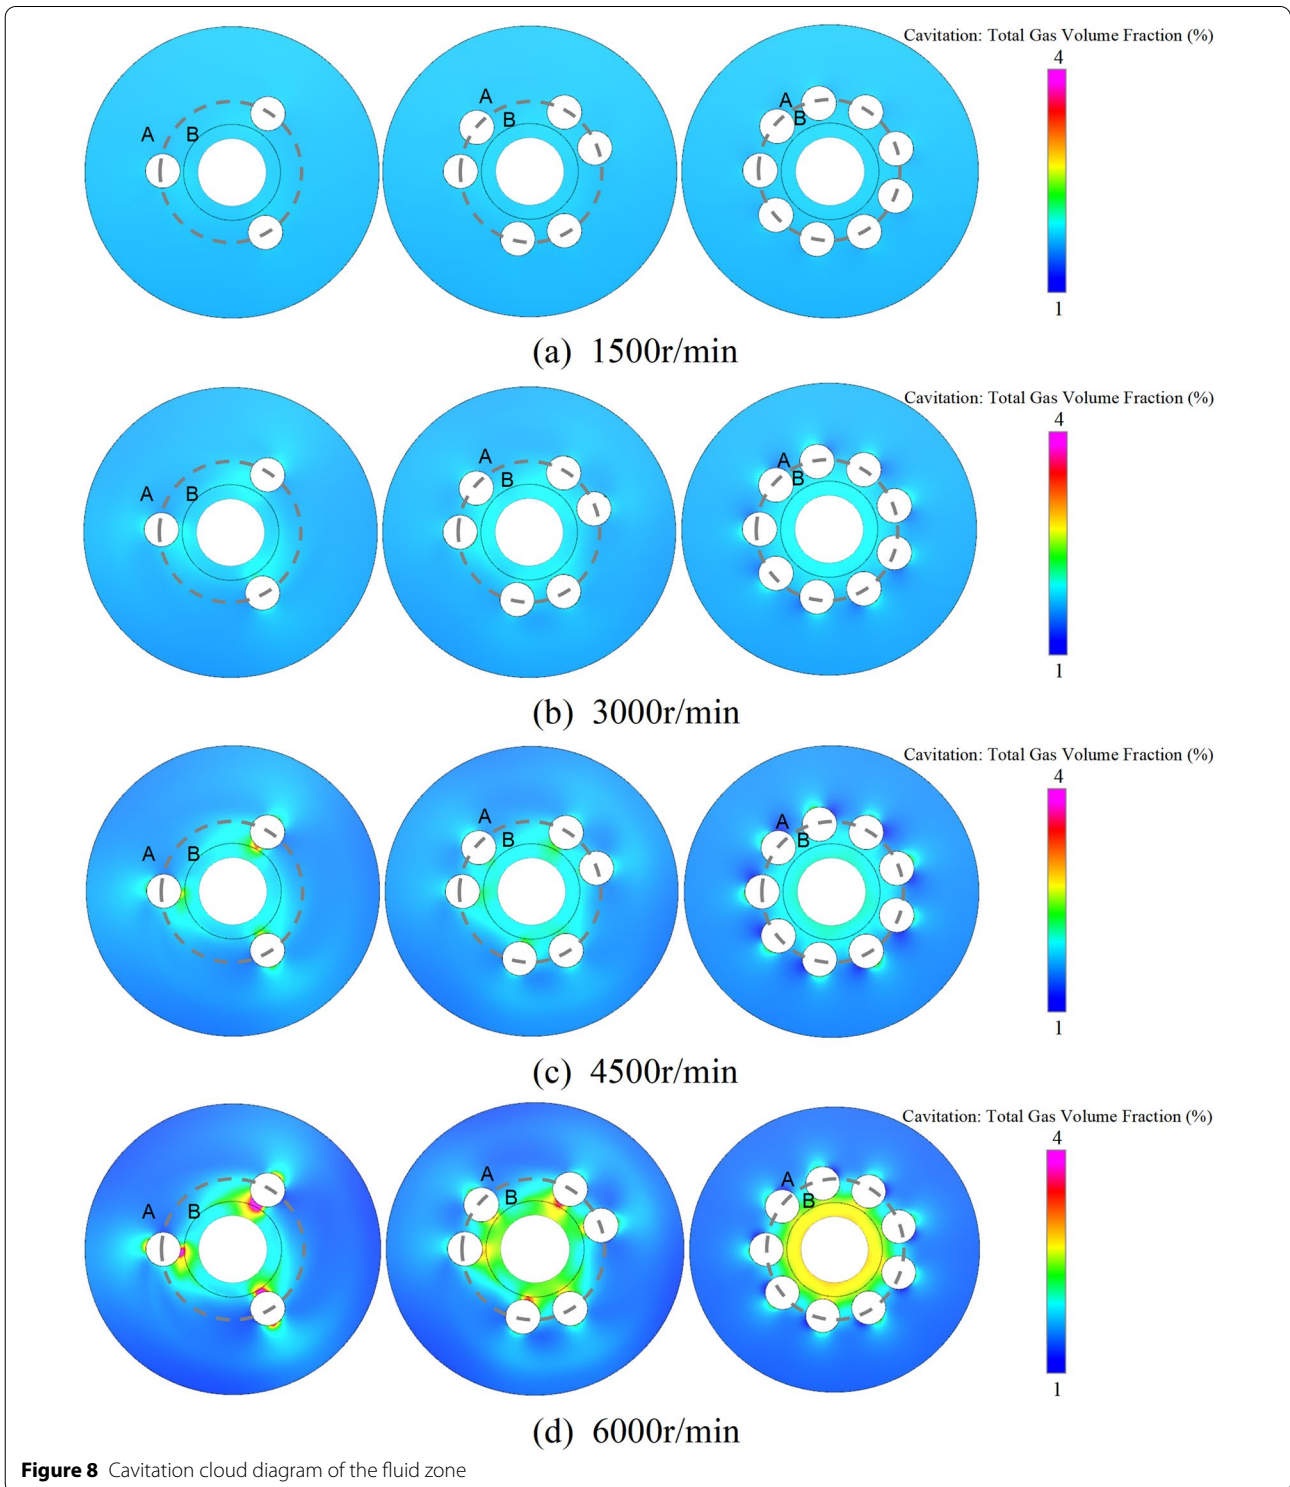 Cavitation: Total Gas Volume Fraction (%)
4
A B
A
B
A
B
1
(a) 1500r/min
Cavitation: Total Gas Volume Fraction (%)
4
A B
A
B
A
B
1
(b) 3000r/min
Cavitation: Total Gas Volume Fraction (%)
4
A B
A
B
A
B
1
(c) 4500r/min
Cavitation: Total Gas Volume Fraction (%)
4
A B
A
B
A
B
1
(d) 6000r/min
Figure 8 Cavitation cloud diagram of the fluid zone